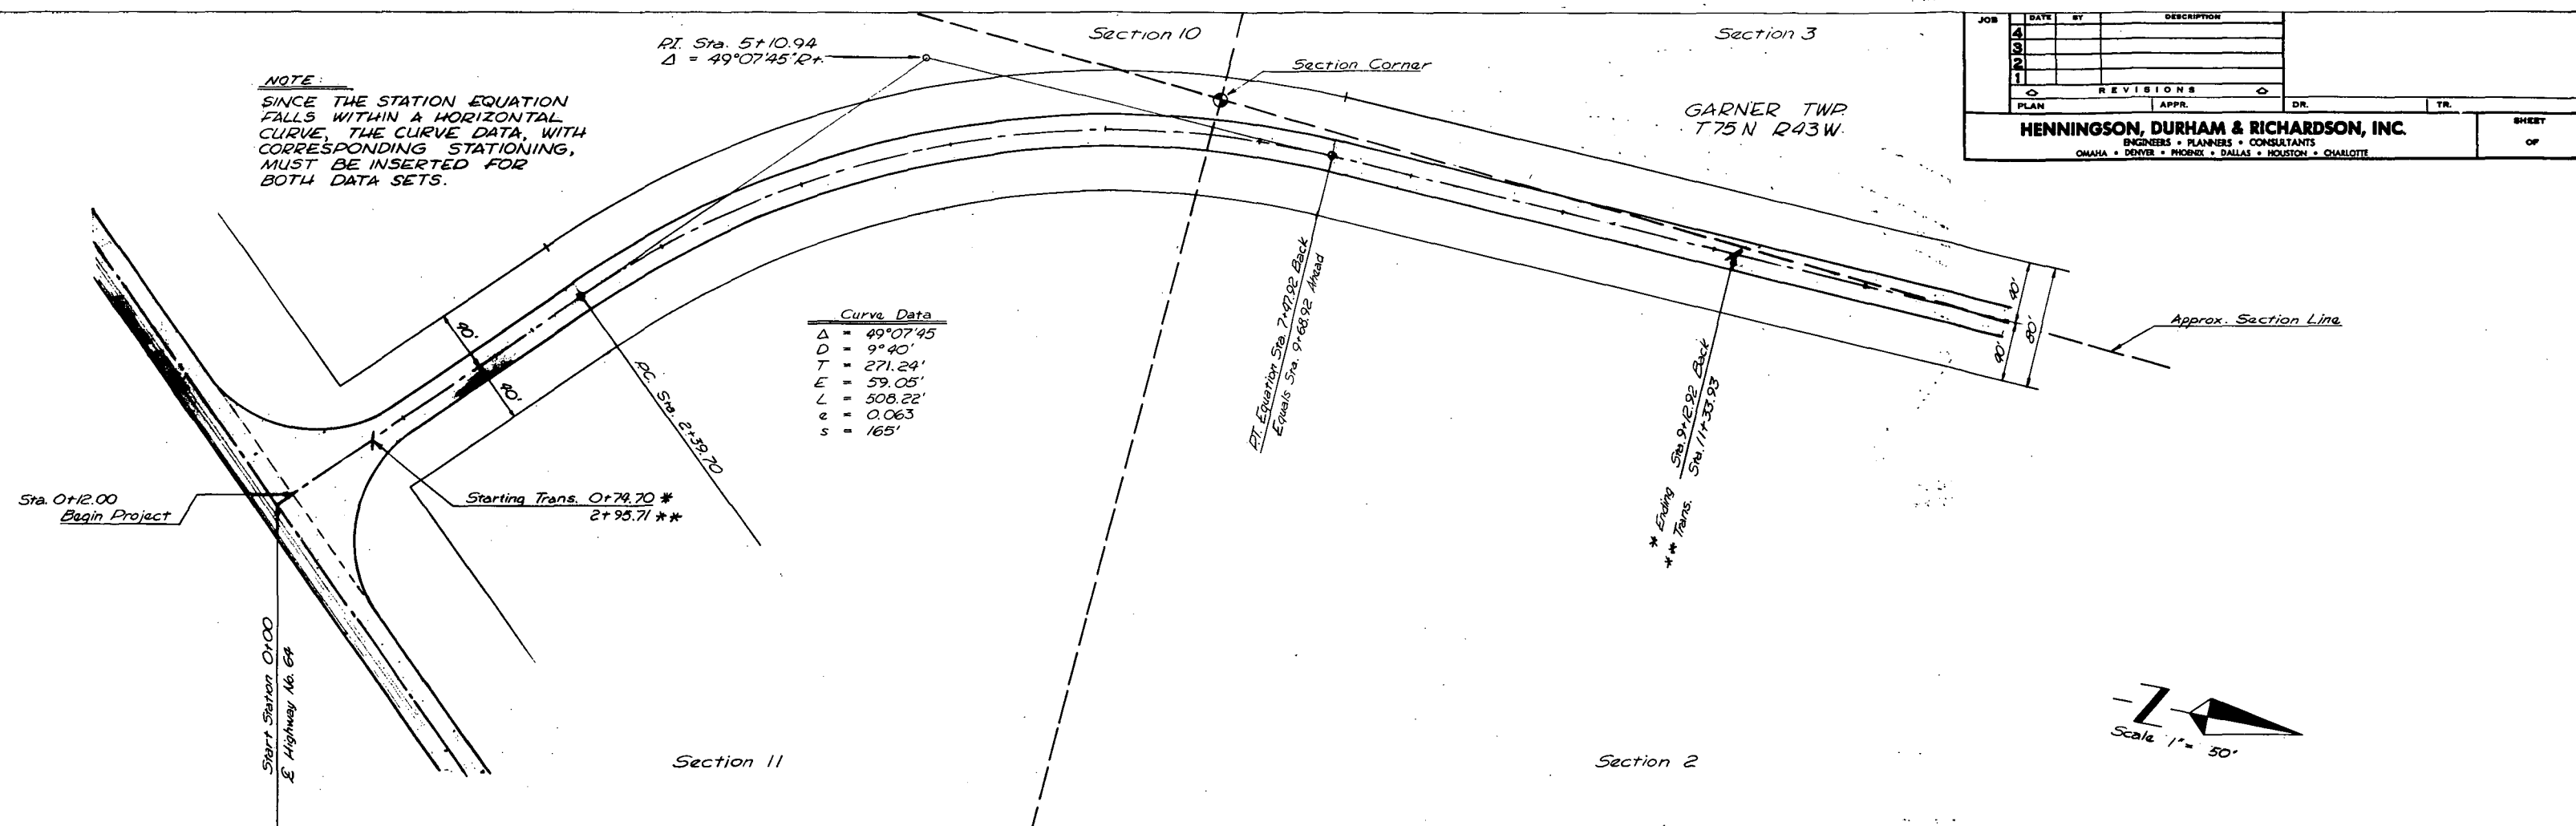 P.I. Sta. 5+10.94
Δ = 49°07'45" Rt.
NOTE:
SINCE THE STATION EQUATION
FALLS WITHIN A HORIZONTAL
CURVE, THE CURVE DATA, WITH
CORRESPONDING STATIONING,
MUST BE INSERTED FOR
BOTH DATA SETS.
Section 10
Section 3
Section Corner
GARNER TWP.
T75N R43W
JOB
DATE BY DESCRIPTION
4
3
2
1
REVISIONS
PLAN APPR. DR. TR.
HENNINGSON, DURHAM & RICHARDSON, INC.
ENGINEERS • PLANNERS • CONSULTANTS
OMAHA • DENVER • PHOENIX • DALLAS • HOUSTON • CHARLOTTE
SHEET
OF
40'
40'
P.C. Sta. 2+39.70
Curve Data
Δ = 49°07'45
D = 9°40'
T = 271.24'
E = 59.05'
L = 508.22'
e = 0.063
s = 165'
P.T. Equation Sta. 7+47.92 Back
Equals Sta. 9+68.92 Ahead
* Ending Sta. 9+12.92 Back
** Trans. Sta. 11+33.93
40'
40'
80'
Approx. Section Line
Sta. 0+12.00
Begin Project
Starting Trans. 0+74.70 *
2+95.71 **
Start Station 0+00
℄ Highway No. 64
Section 11
Section 2
Z
Scale 1" = 50'